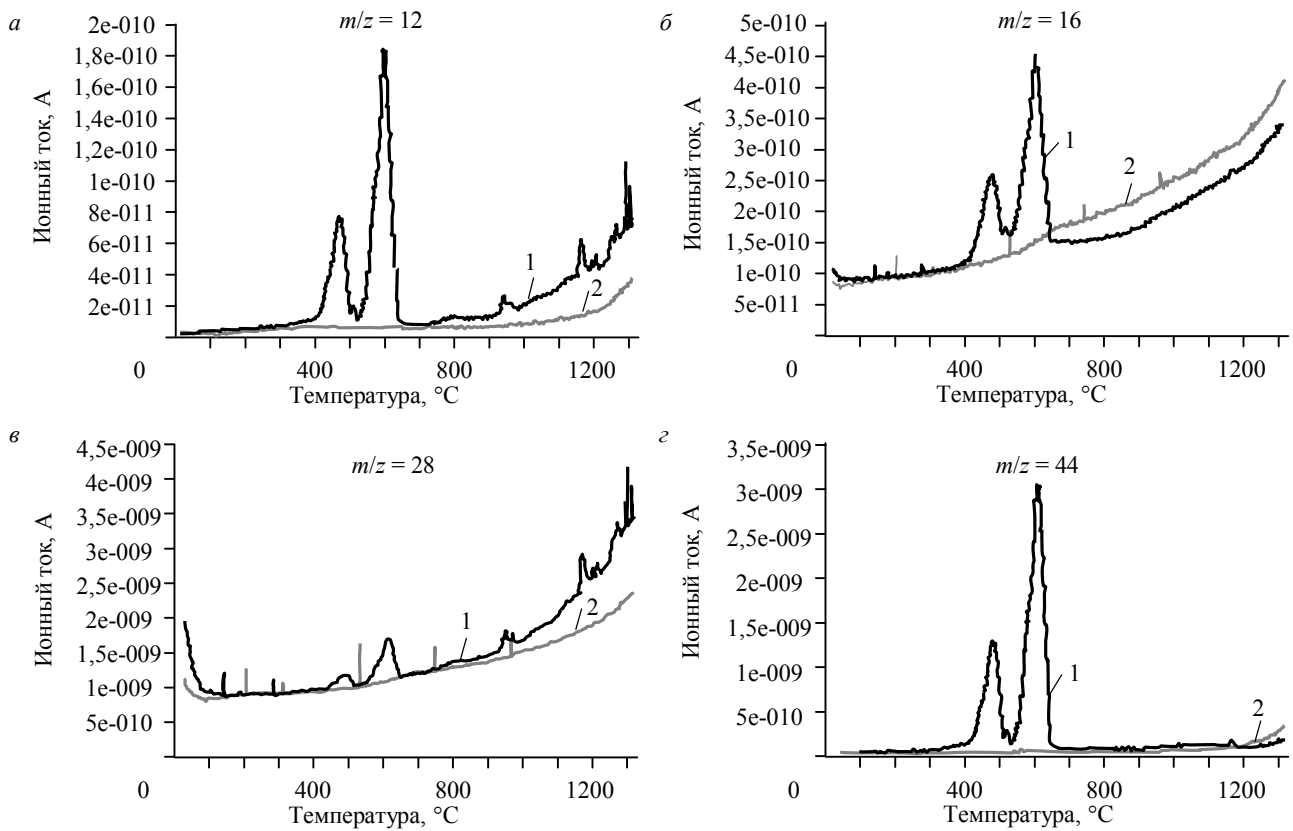 а
m/z = 12
Ионный ток, А
2e-010
1,8e-010
1,6e-010
1,4e-010
1,2e-010
1e-010
8e-011
6e-011
4e-011
2e-011
1
2
0 400 800 1200
Температура, °C
б
m/z = 16
Ионный ток, А
5e-010
4,5e-010
4e-010
3,5e-010
3e-010
2,5e-010
2e-010
1,5e-010
1e-010
5e-011
1
2
0 400 800 1200
Температура, °C
в
m/z = 28
Ионный ток, А
4,5e-009
4e-009
3,5e-009
3e-009
2,5e-009
2e-009
1,5e-009
1e-009
5e-010
1
2
0 400 800 1200
Температура, °C
г
m/z = 44
Ионный ток, А
3,5e-009
3e-009
2,5e-009
2e-009
1,5e-009
1e-009
5e-010
1
2
0 400 800 1200
Температура, °C